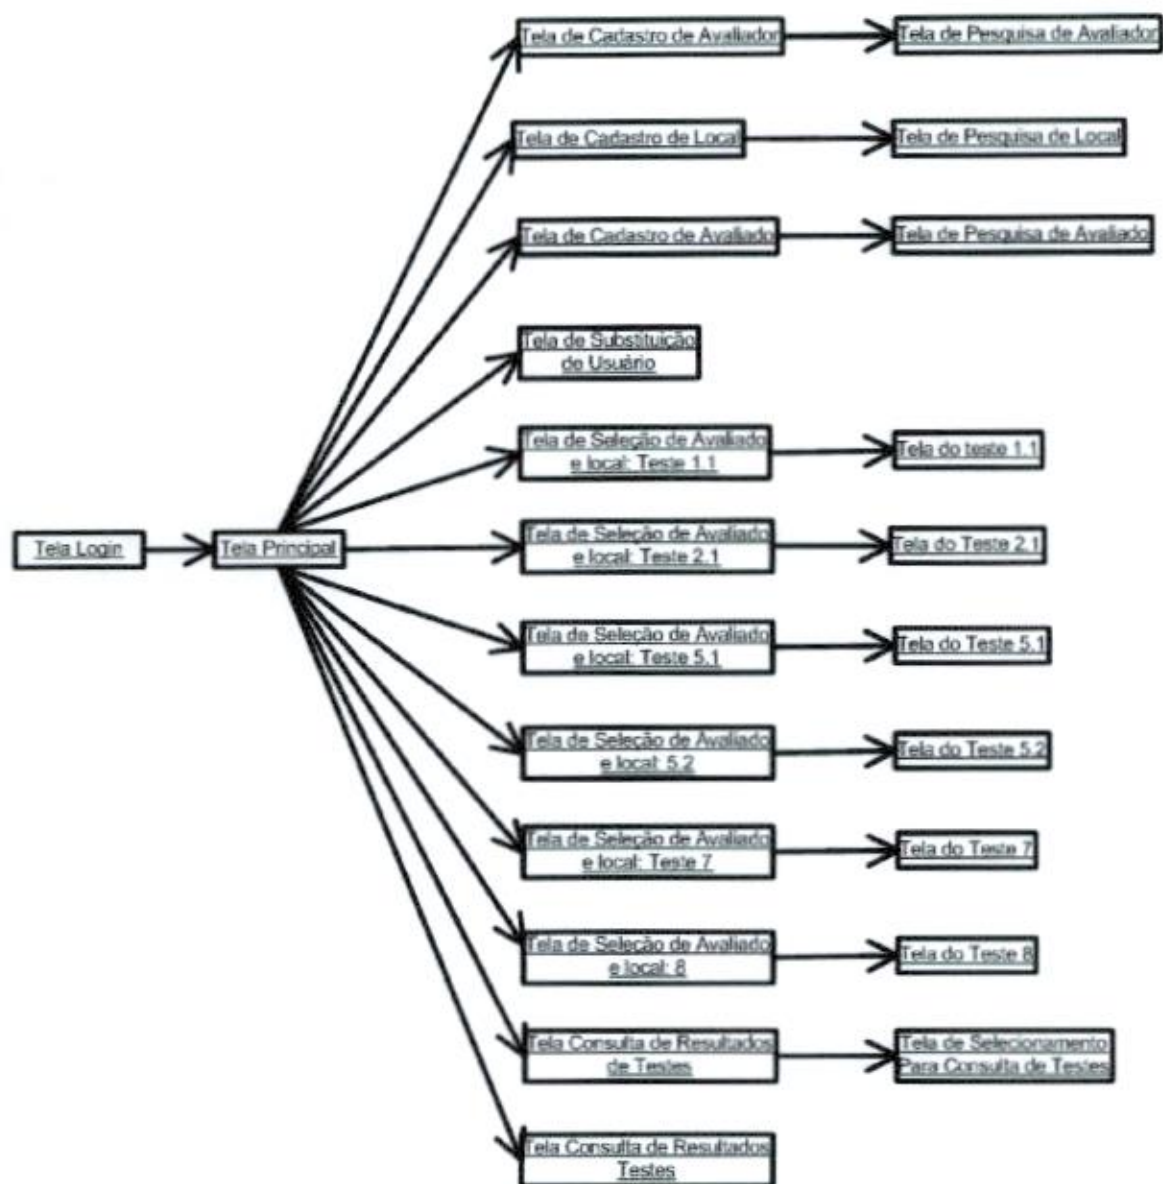 Tela de Cadastro de Avaliador
Tela de Pesquisa de Avaliador
Tela de Cadastro de Local
Tela de Pesquisa de Local
Tela de Cadastro de Avaliado
Tela de Pesquisa de Avaliado
Tela de Substituição
de Usuário
Tela de Seleção de Avaliado
e local: Teste 1.1
Tela do teste 1.1
Tela Login
Tela Principal
Tela de Seleção de Avaliado
e local: Teste 2.1
Tela do Teste 2.1
Tela de Seleção de Avaliado
e local: Teste 5.1
Tela do Teste 5.1
Tela de Seleção de Avaliado
e local: 5.2
Tela do Teste 5.2
Tela de Seleção de Avaliado
e local: Teste 7
Tela do Teste 7
Tela de Seleção de Avaliado
e local: 8
Tela do Teste 8
Tela Consulta de Resultados
de Testes
Tela de Selecionamento
Para Consulta de Testes
Tela Consulta de Resultados
Testes